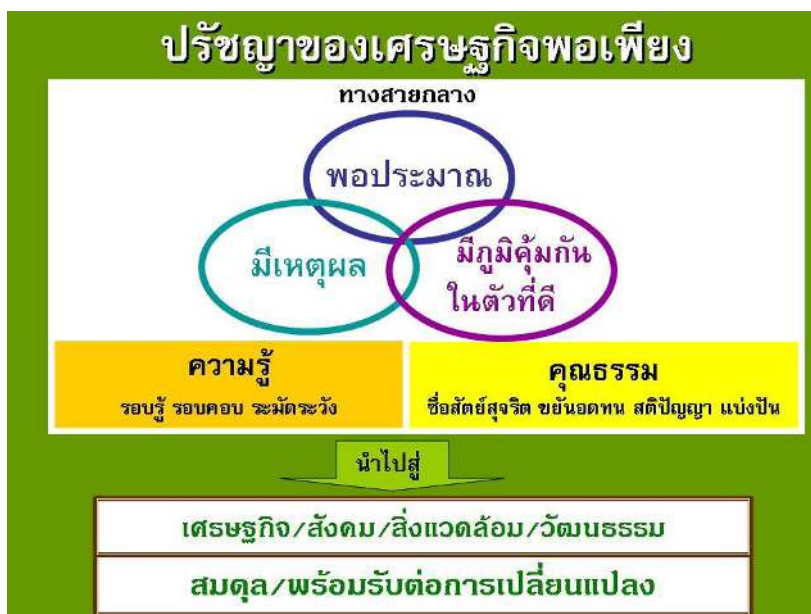 ปรัชญาของเศรษฐกิจพอเพียง
ทางสายกลาง
พอประมาณ
มีเหตุผล
มีภูมิคุ้มกัน
ในตัวที่ดี
ความรู้
รอบรู้ รอบคอบ ระมัดระวัง
คุณธรรม
ซื่อสัตย์สุจริต ขยันอดทน สติปัญญา แบ่งปัน
นำไปสู่
เศรษฐกิจ/สังคม/สิ่งแวดล้อม/วัฒนธรรม
สมดุล/พร้อมรับต่อการเปลี่ยนแปลง